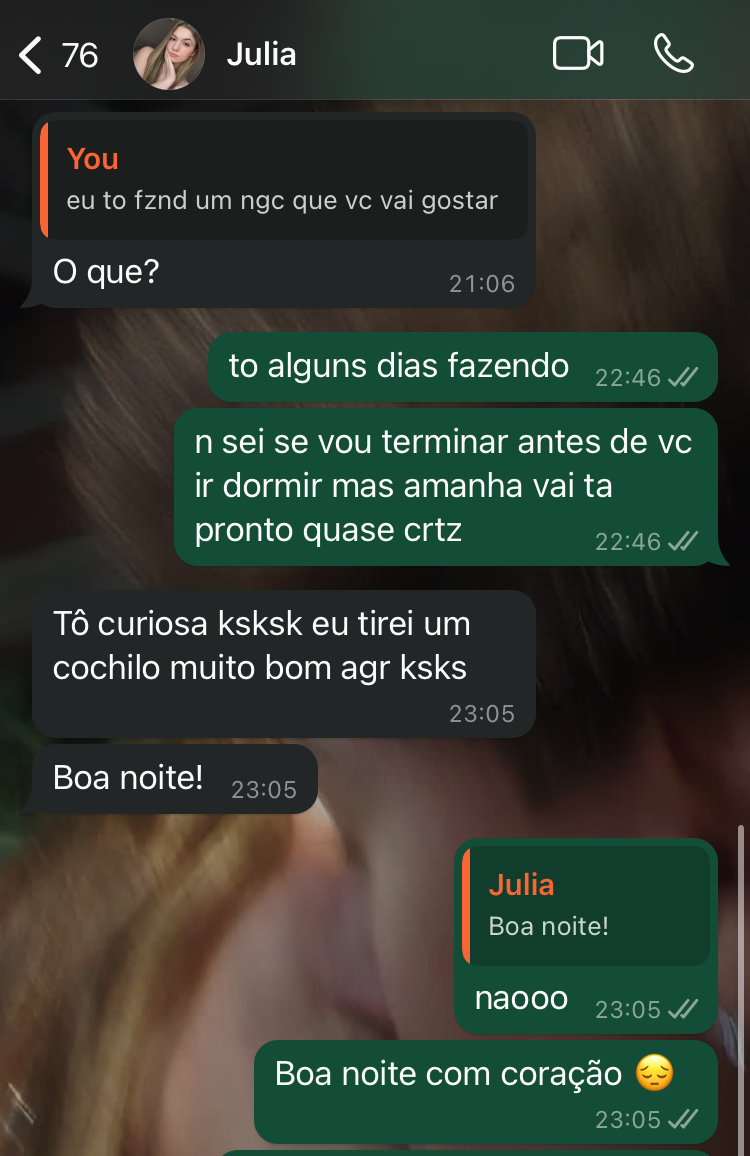 76
Julia
You
eu to fznd um ngc que vc vai gostar
O que?
21:06
to alguns dias fazendo
22:46
n sei se vou terminar antes de vc
ir dormir mas amanha vai ta
pronto quase crtz
22:46
Tô curiosa ksksk eu tirei um
cochilo muito bom agr ksks
23:05
Boa noite!
23:05
Julia
Boa noite!
naooo
23:05
Boa noite com coração 😔
23:05